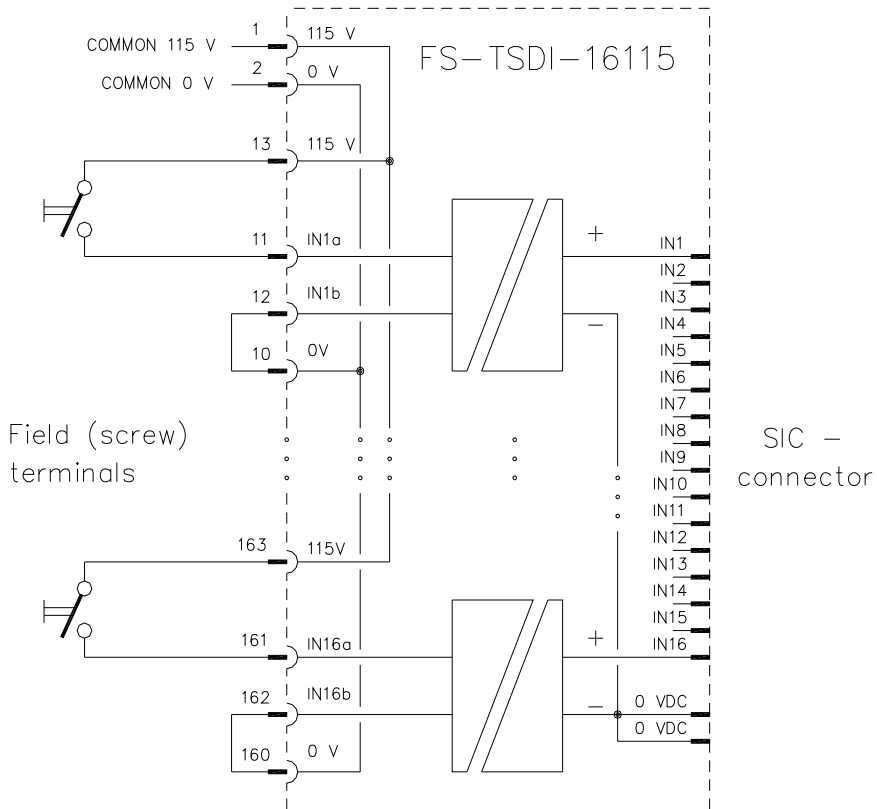 FS-TSDI-16115
COMMON 115 V
1
115 V
COMMON 0 V
2
0 V
13
115 V
11
IN1a
12
IN1b
10
0V
+
−
IN1
IN2
IN3
IN4
IN5
IN6
IN7
IN8
IN9
IN10
IN11
IN12
IN13
IN14
IN15
IN16
Field (screw)
terminals
SIC -
connector
163
115V
161
IN16a
162
IN16b
160
0 V
+
−
0 VDC
0 VDC